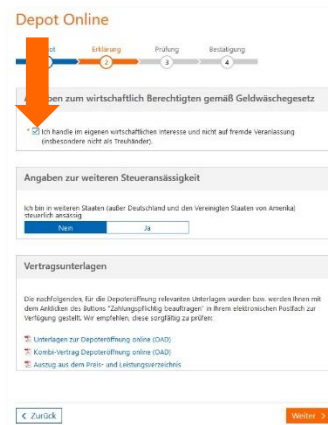 Depot Online
Erklärung
Prüfung
Bestätigung
2
3
4
zum wirtschaftlich Berechtigten gemäß Geldwäschegesetz
* Ich handle im eigenen wirtschaftlichen Interesse und nicht auf fremde Veranlassung
(insbesondere nicht als Treuhänder).
Angaben zur weiteren Steueransässigkeit
Ich bin in weiteren Staaten (außer Deutschland und den Vereinigten Staaten von Amerika)
steuerlich ansässig
Nein
Ja
Vertragsunterlagen
Die nachfolgenden, für die Depoteröffnung relevanten Unterlagen wurden bzw. werden Ihnen mit
dem Anklicken des Buttons "Zahlungspflichtig beauftragen" in Ihrem elektronischen Postfach zur
Verfügung gestellt. Wir empfehlen, diese sorgfältig zu prüfen:
Unterlagen zur Depoteröffnung online (OAD)
Kombi-Vertrag Depoteröffnung online (OAD)
Auszug aus dem Preis- und Leistungsverzeichnis
< Zurück
Weiter >